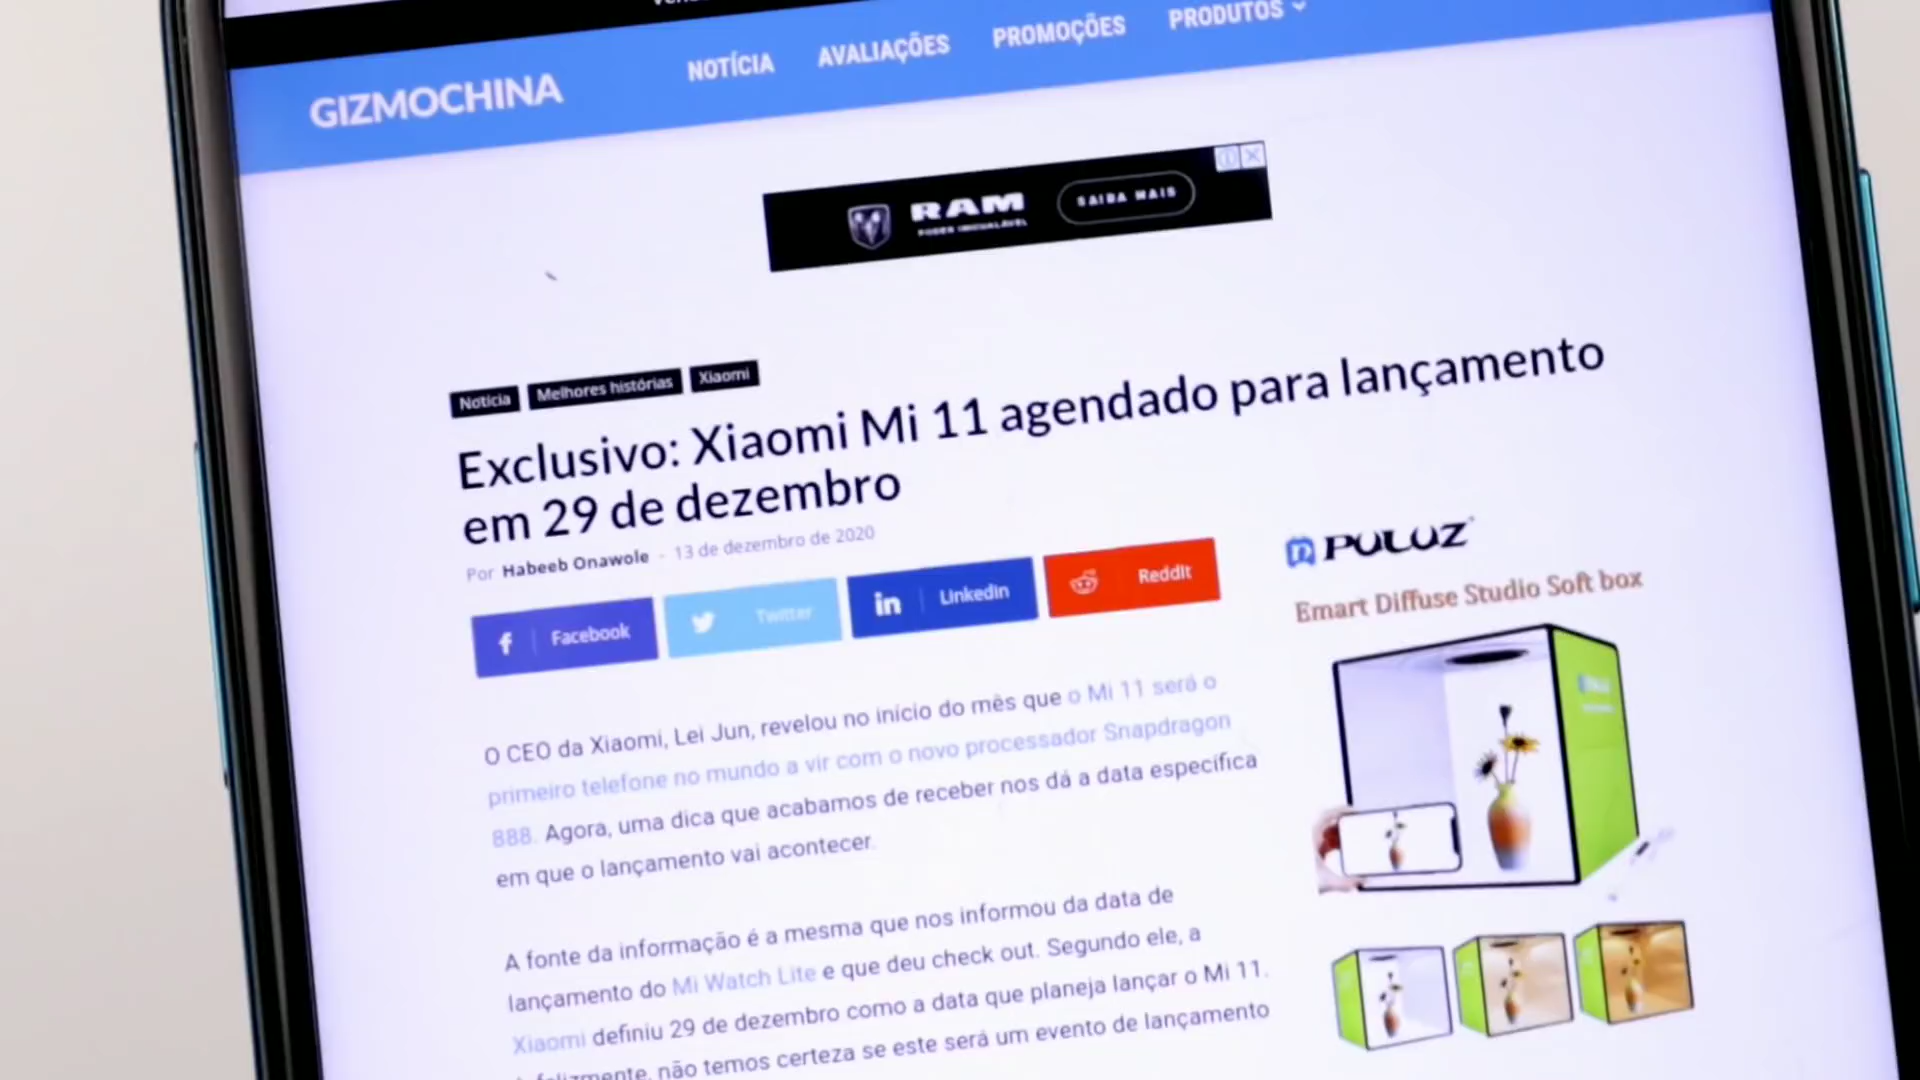 GIZMOCHINA
NOTÍCIA AVALIAÇÕES PROMOÇÕES PRODUTOS
RAM
SAIBA MAIS
Notícia Melhores histórias Xiaomi
Exclusivo: Xiaomi Mi 11 agendado para lançamento
em 29 de dezembro
Por Habeeb Onawole - 13 de dezembro de 2020
Facebook Twitter Linkedin ReddIt
O CEO da Xiaomi, Lei Jun, revelou no início do mês que o Mi 11 será o
primeiro telefone no mundo a vir com o novo processador Snapdragon
888. Agora, uma dica que acabamos de receber nos dá a data específica
em que o lançamento vai acontecer.
A fonte da informação é a mesma que nos informou da data de
lançamento do Mi Watch Lite e que deu check out. Segundo ele, a
Xiaomi definiu 29 de dezembro como a data que planeja lançar o Mi 11.
não temos certeza se este será um evento de lançamento
PULUZ
Emart Diffuse Studio Soft box